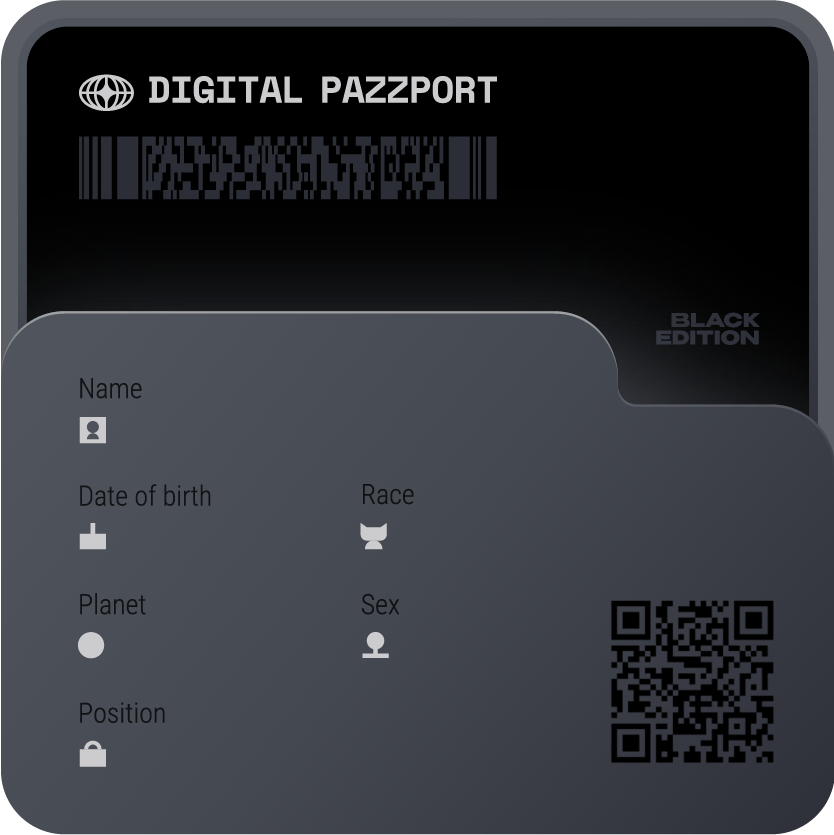 DIGITAL PAZZPORT
BLACK
EDITION
Name
Date of birth
Race
Planet
Sex
Position